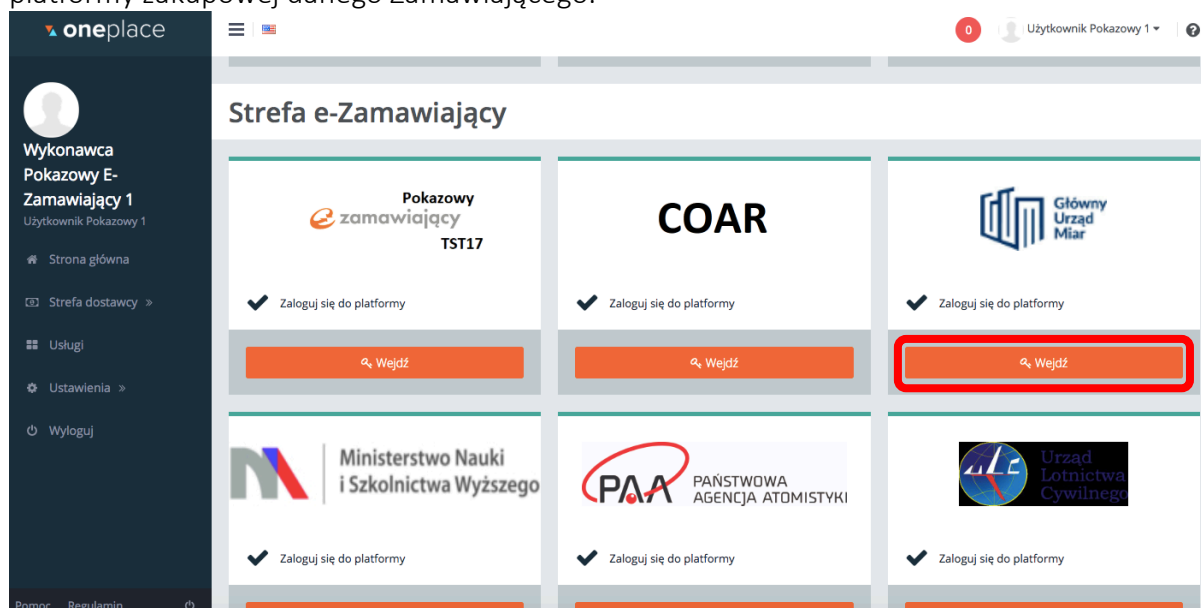 platformy zakupowej danego Zamawiającego.
oneplace
0
Użytkownik Pokazowy 1
Wykonawca
Pokazowy E-
Zamawiający 1
Użytkownik Pokazowy 1
Strona główna
Strefa dostawcy »
Usługi
Ustawienia »
Wyloguj
Pomoc Regulamin
Strefa e-Zamawiający
Pokazowy
e zamawiający
TST17
Zaloguj się do platformy
Wejdź
COAR
Zaloguj się do platformy
Wejdź
Główny
Urząd
Miar
Zaloguj się do platformy
Wejdź
Ministerstwo Nauki
i Szkolnictwa Wyższego
Zaloguj się do platformy
PAA PAŃSTWOWA
AGENCJA ATOMISTYKI
Zaloguj się do platformy
ULC
Urząd
Lotnictwa
Cywilnego
Zaloguj się do platformy